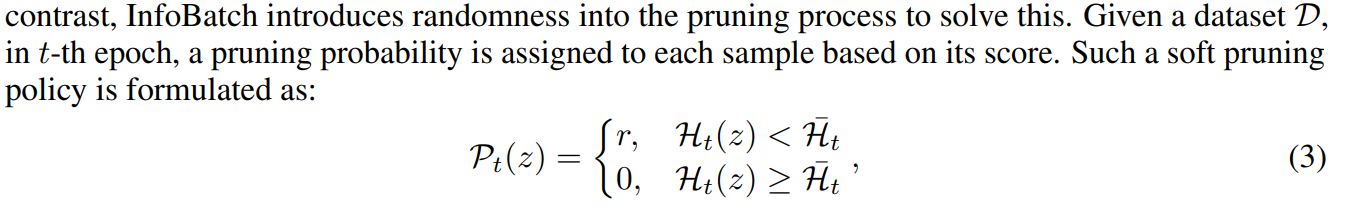 contrast, InfoBatch introduces randomness into the pruning process to solve this. Given a dataset 𝒟,
in t-th epoch, a pruning probability is assigned to each sample based on its score. Such a soft pruning
policy is formulated as:
𝒫ₜ(z) = { r, ℋₜ(z) < ℋ̄ₜ
0, ℋₜ(z) ≥ ℋ̄ₜ , (3)